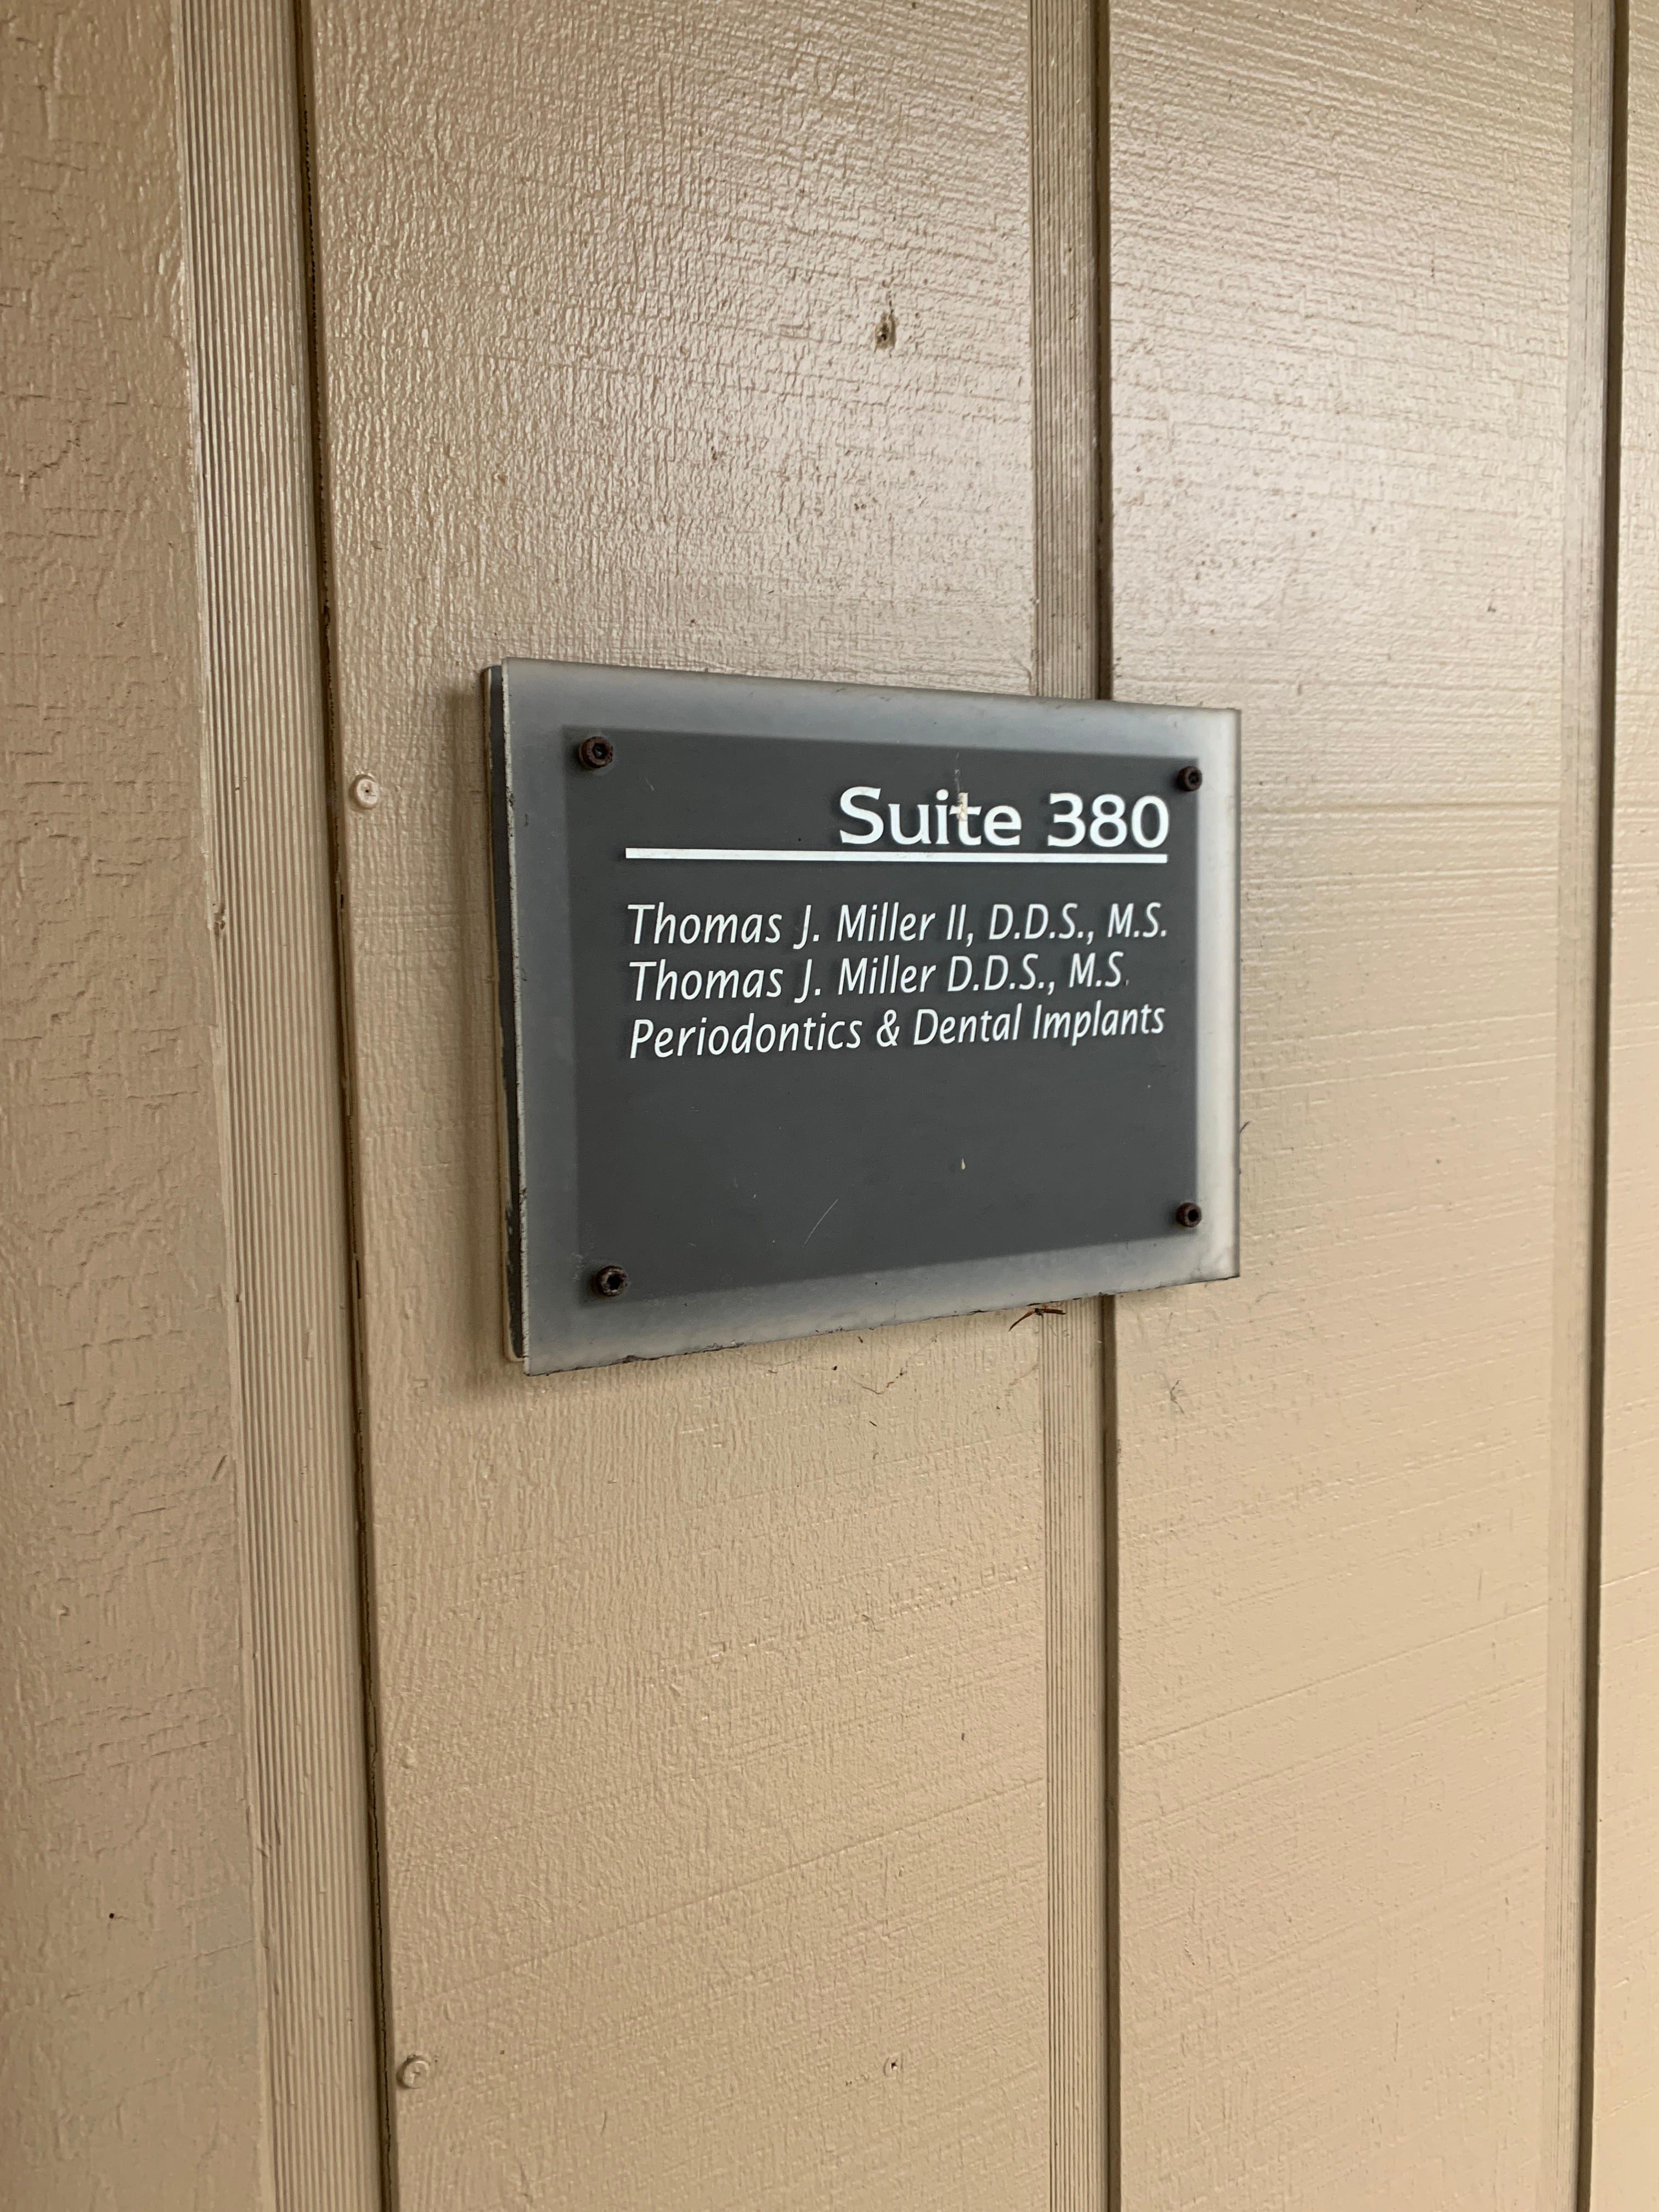 Suite 380
Thomas J. Miller II, D.D.S., M.S.
Thomas J. Miller D.D.S., M.S.
Periodontics & Dental Implants